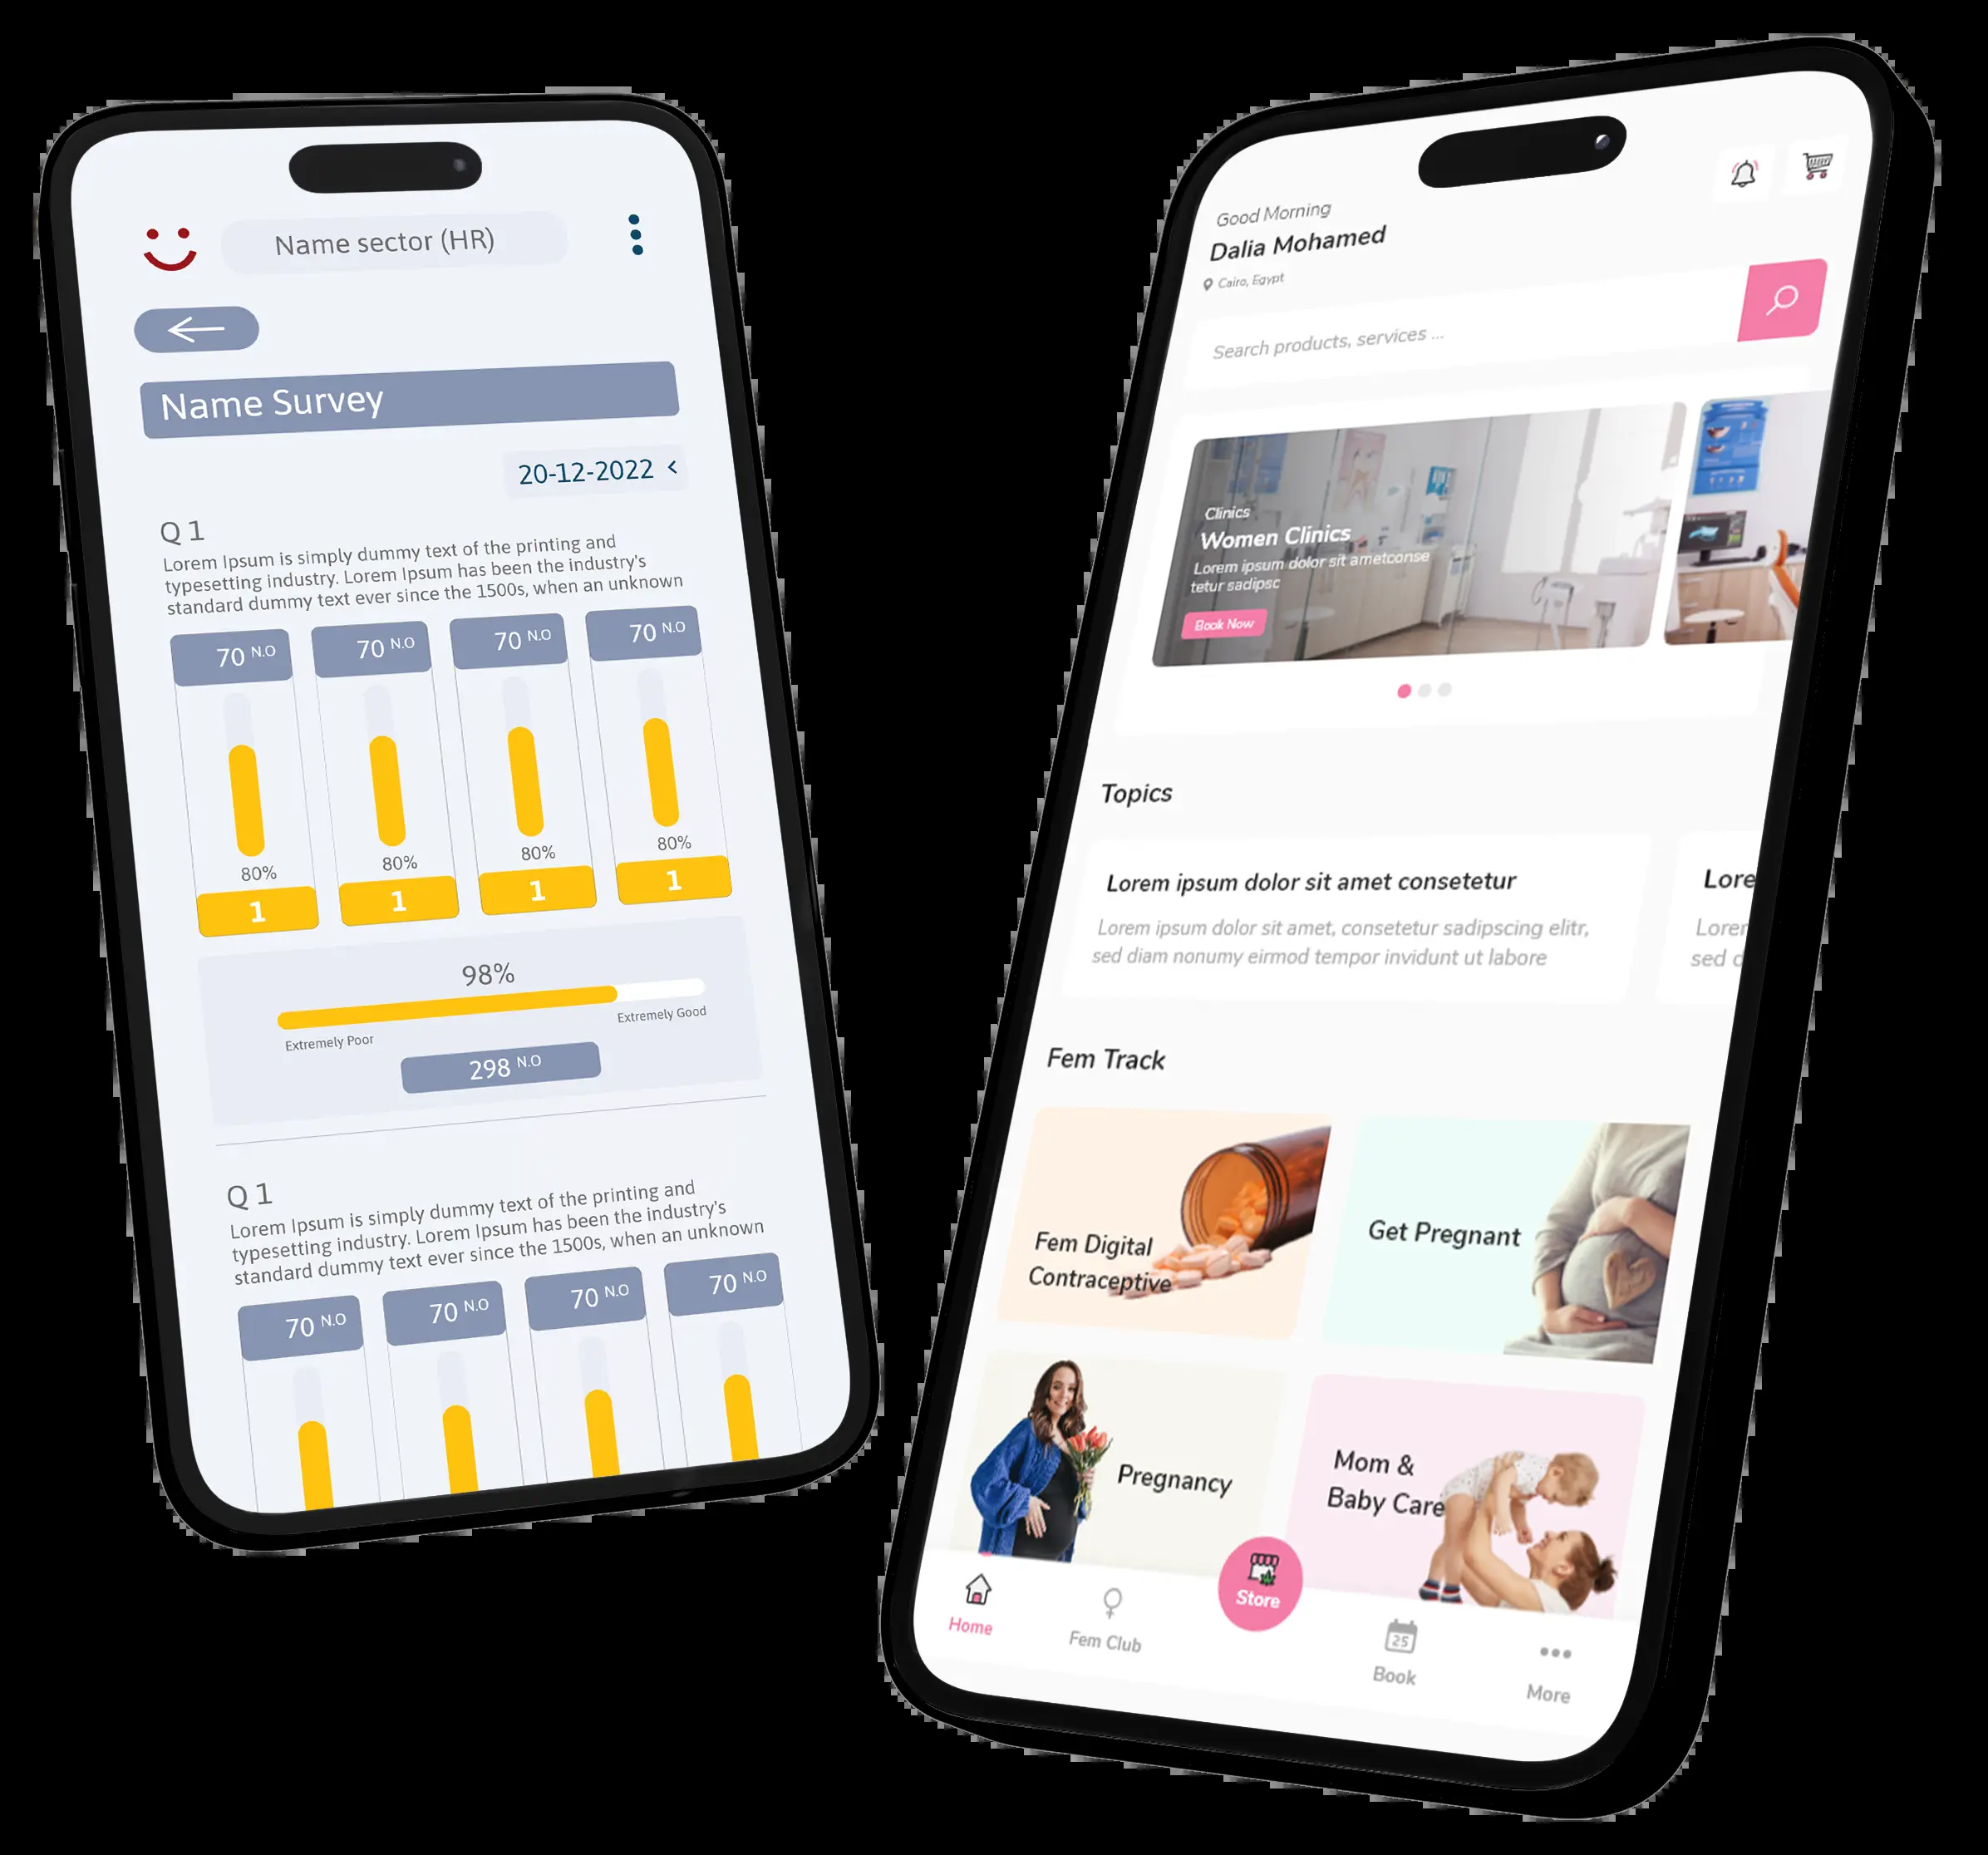 Name sector (HR)
Name Survey
20-12-2022 <
Q 1
Lorem Ipsum is simply dummy text of the printing and
typesetting industry. Lorem Ipsum has been the industry's
standard dummy text ever since the 1500s, when an unknown
70 N.O 70 N.O 70 N.O 70 N.O
80% 80% 80% 80%
1 1 1 1
98%
Extremely Poor Extremely Good
298 N.O
Q 1
Lorem Ipsum is simply dummy text of the printing and
typesetting industry. Lorem Ipsum has been the industry's
standard dummy text ever since the 1500s, when an unknown
70 N.O 70 N.O 70 N.O 70 N.O
Good Morning
Dalia Mohamed
Cairo, Egypt
Search products, services ...
Clinics
Women Clinics
Lorem ipsum dolor sit ametconse
tetur sadipsc
Book Now
Topics
Lorem ipsum dolor sit amet consetetur
Lorem ipsum dolor sit amet, consetetur sadipscing elitr,
sed diam nonumy eirmod tempor invidunt ut labore
Lore
Lorer
sed d
Fem Track
Fem Digital
Contraceptive
Get Pregnant
Pregnancy
Mom &
Baby Care
Home
Fem Club
Store
25
Book
More